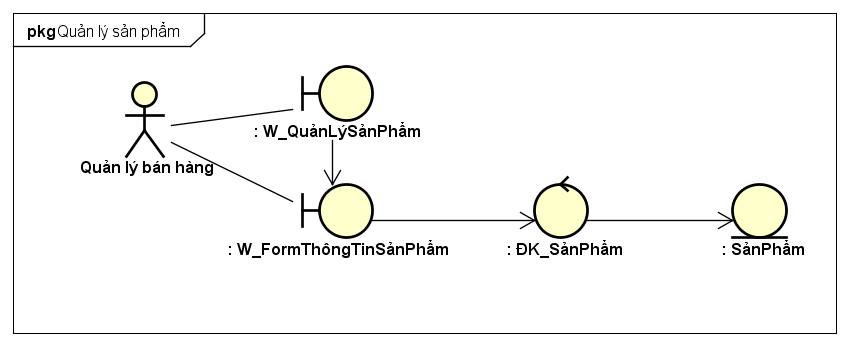 pkg Quản lý sản phẩm
: W_QuảnLýSảnPhẩm
Quản lý bán hàng
: W_FormThôngTinSảnPhẩm
: ĐK_SảnPhẩm
: SảnPhẩm